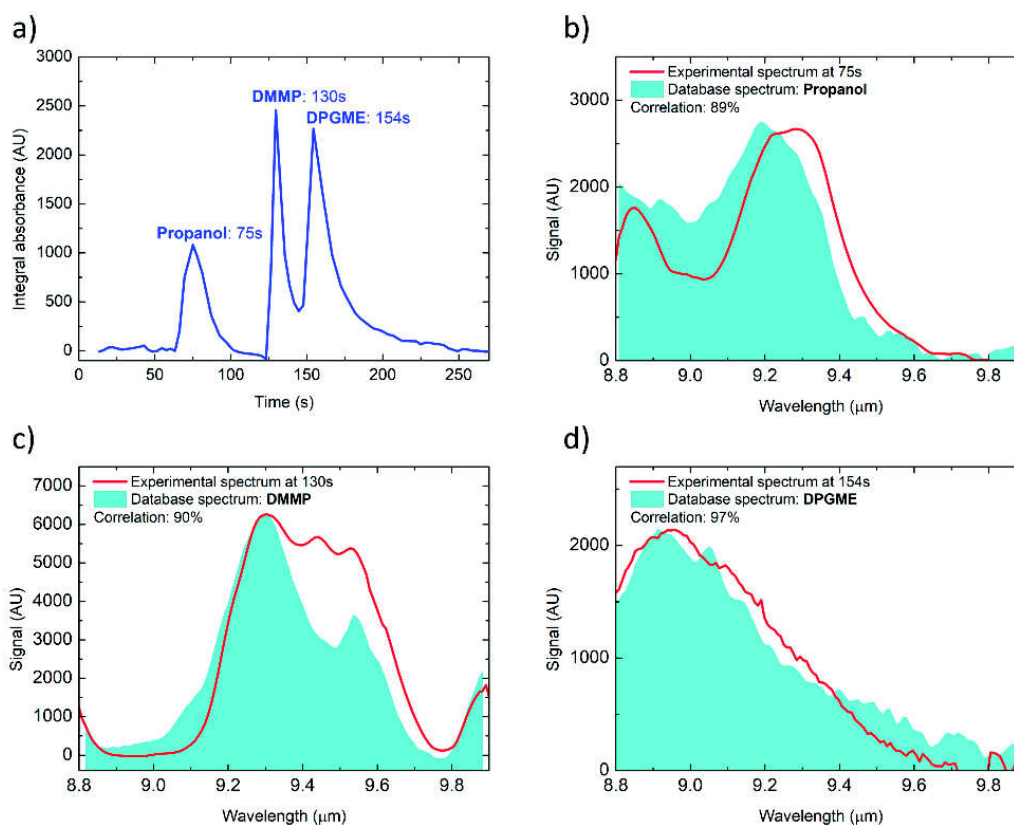 a)
3000
2500
2000
1500
1000
500
0
Integral absorbance (AU)
DMMP: 130s
DPGME: 154s
Propanol: 75s
0 50 100 150 200 250
Time (s)
b)
Experimental spectrum at 75s
Database spectrum: Propanol
Correlation: 89%
3000
2000
1000
0
Signal (AU)
8.8 9.0 9.2 9.4 9.6 9.8
Wavelength (μm)
c)
Experimental spectrum at 130s
Database spectrum: DMMP
Correlation: 90%
7000
6000
5000
4000
3000
2000
1000
0
Signal (AU)
8.8 9.0 9.2 9.4 9.6 9.8
Wavelength (μm)
d)
Experimental spectrum at 154s
Database spectrum: DPGME
Correlation: 97%
2000
1000
0
Signal (AU)
8.8 9.0 9.2 9.4 9.6 9.8
Wavelength (μm)